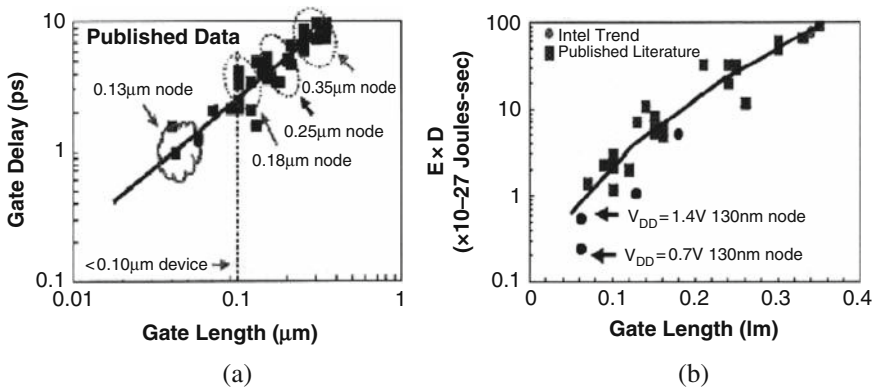 Published Data
10
1
0.1
Gate Delay (ps)
0.13μm node
0.35μm node
0.25μm node
0.18μm node
<0.10μm device
0.01
0.1
1
Gate Length (μm)
(a)
Intel Trend
Published Literature
100
10
1
0.1
E × D
(×10–27 Joules-sec)
V_DD = 1.4V 130nm node
V_DD = 0.7V 130nm node
0
0.1
0.2
0.3
0.4
Gate Length (lm)
(b)